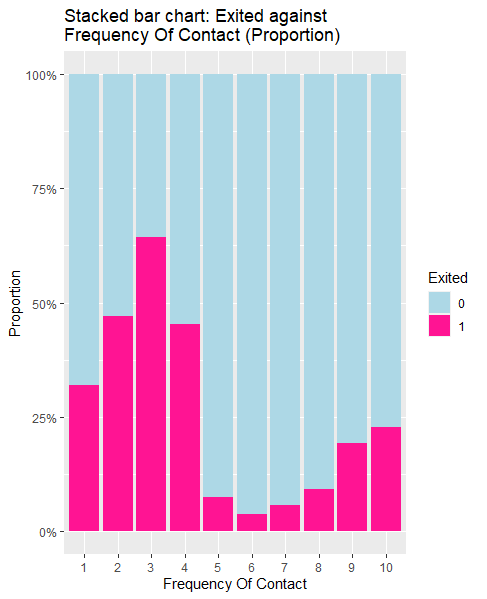 Stacked bar chart: Exited against
Frequency Of Contact (Proportion)
100%
75%
50%
25%
0%
Proportion
1 2 3 4 5 6 7 8 9 10
Frequency Of Contact
Exited
0
1